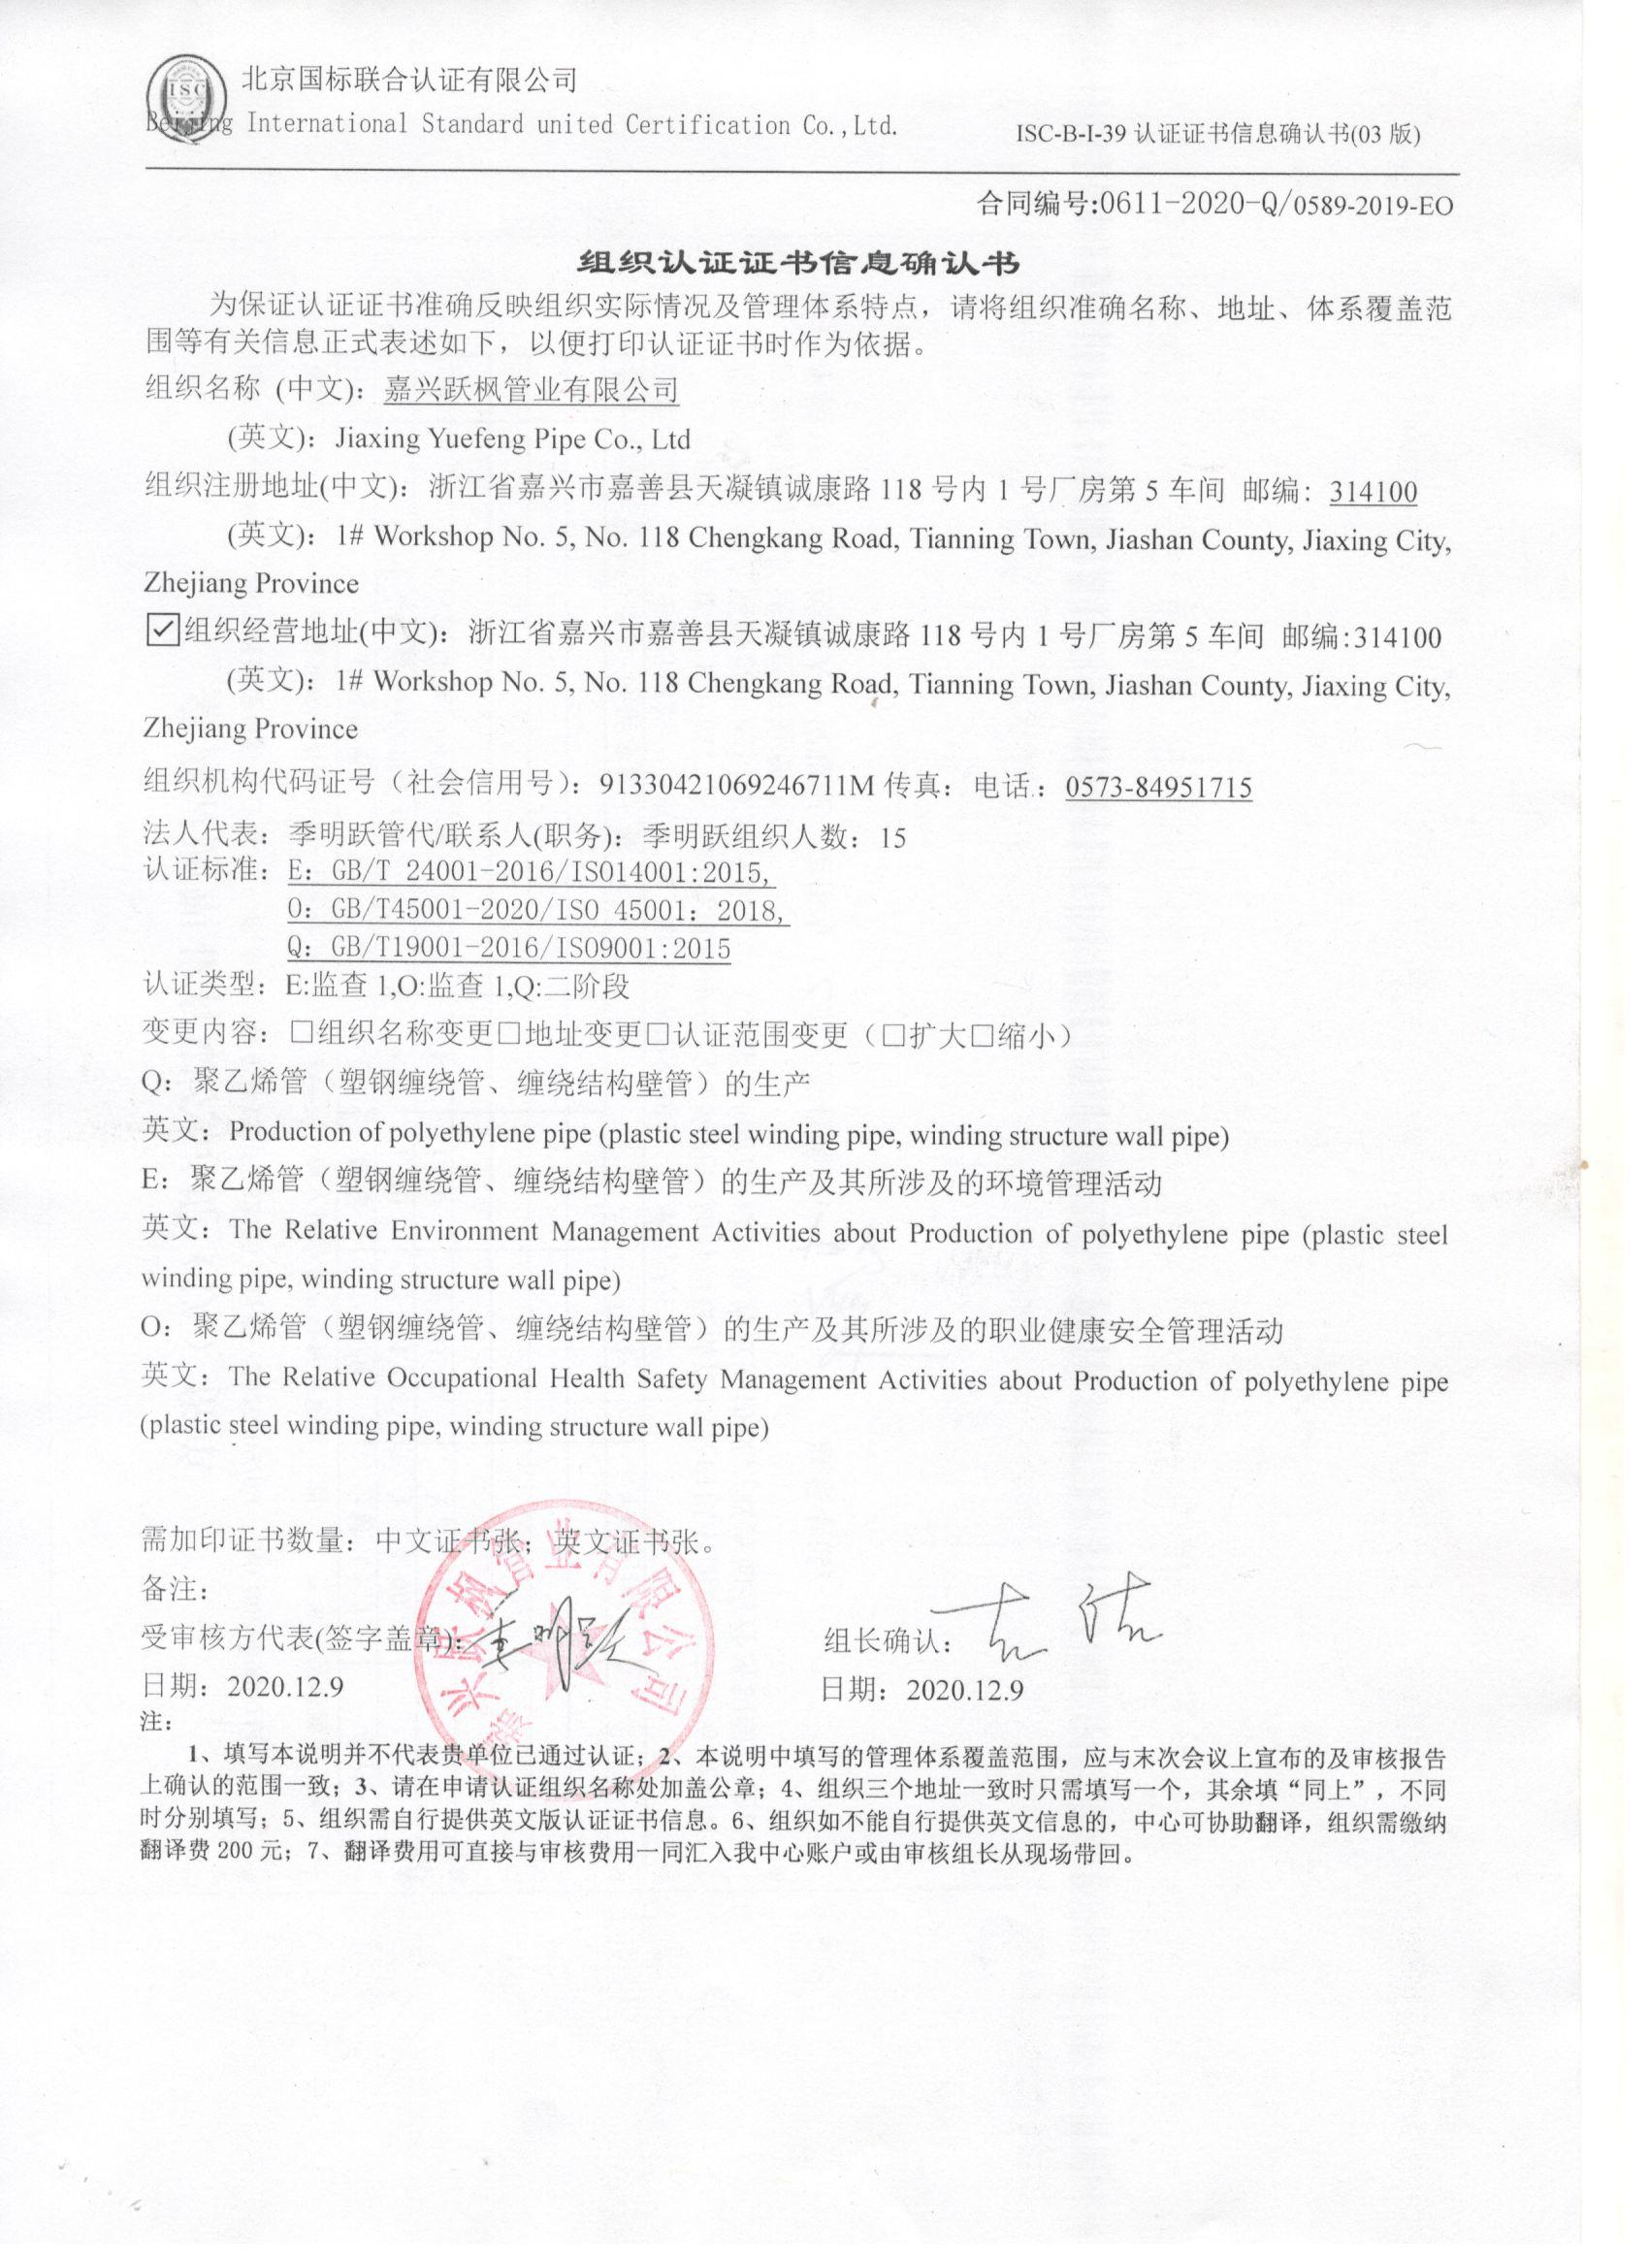 北京国标联合认证有限公司
Beijing International Standard united Certification Co.,Ltd.
ISC-B-I-39 认证证书信息确认书(03 版)
合同编号:0611-2020-Q/0589-2019-EO
组织认证证书信息确认书
为保证认证证书准确反映组织实际情况及管理体系特点，请将组织准确名称、地址、体系覆盖范
围等有关信息正式表述如下，以便打印认证证书时作为依据。
组织名称 (中文)：嘉兴跃枫管业有限公司
(英文)：Jiaxing Yuefeng Pipe Co., Ltd
组织注册地址(中文)：浙江省嘉兴市嘉善县天凝镇诚康路 118 号内 1 号厂房第 5 车间 邮编：314100
(英文)：1# Workshop No. 5, No. 118 Chengkang Road, Tianning Town, Jiashan County, Jiaxing City,
Zhejiang Province
☑组织经营地址(中文)：浙江省嘉兴市嘉善县天凝镇诚康路 118 号内 1 号厂房第 5 车间 邮编:314100
(英文)：1# Workshop No. 5, No. 118 Chengkang Road, Tianning Town, Jiashan County, Jiaxing City,
Zhejiang Province
组织机构代码证号（社会信用号)：91330421069246711M 传真：电话.：0573-84951715
法人代表：季明跃管代/联系人(职务)：季明跃组织人数：15
认证标准：E：GB/T 24001-2016/ISO14001:2015,
O：GB/T45001-2020/ISO 45001：2018,
Q：GB/T19001-2016/ISO9001:2015
认证类型：E:监查 1,O:监查 1,Q:二阶段
变更内容：□组织名称变更□地址变更□认证范围变更（□扩大□缩小）
Q：聚乙烯管（塑钢缠绕管、缠绕结构壁管）的生产
英文：Production of polyethylene pipe (plastic steel winding pipe, winding structure wall pipe)
E：聚乙烯管（塑钢缠绕管、缠绕结构壁管）的生产及其所涉及的环境管理活动
英文：The Relative Environment Management Activities about Production of polyethylene pipe (plastic steel
winding pipe, winding structure wall pipe)
O：聚乙烯管（塑钢缠绕管、缠绕结构壁管）的生产及其所涉及的职业健康安全管理活动
英文：The Relative Occupational Health Safety Management Activities about Production of polyethylene pipe
(plastic steel winding pipe, winding structure wall pipe)
需加印证书数量：中文证书张；英文证书张。
备注：
受审核方代表(签字盖章)：季明跃
组长确认：
嘉兴跃枫管业有限公司
日期：2020.12.9
日期：2020.12.9
注：
1、填写本说明并不代表贵单位已通过认证；2、本说明中填写的管理体系覆盖范围，应与末次会议上宣布的及审核报告
上确认的范围一致；3、请在申请认证组织名称处加盖公章；4、组织三个地址一致时只需填写一个，其余填“同上”，不同
时分别填写；5、组织需自行提供英文版认证证书信息。6、组织如不能自行提供英文信息的，中心可协助翻译，组织需缴纳
翻译费 200 元；7、翻译费用可直接与审核费用一同汇入我中心账户或由审核组长从现场带回。